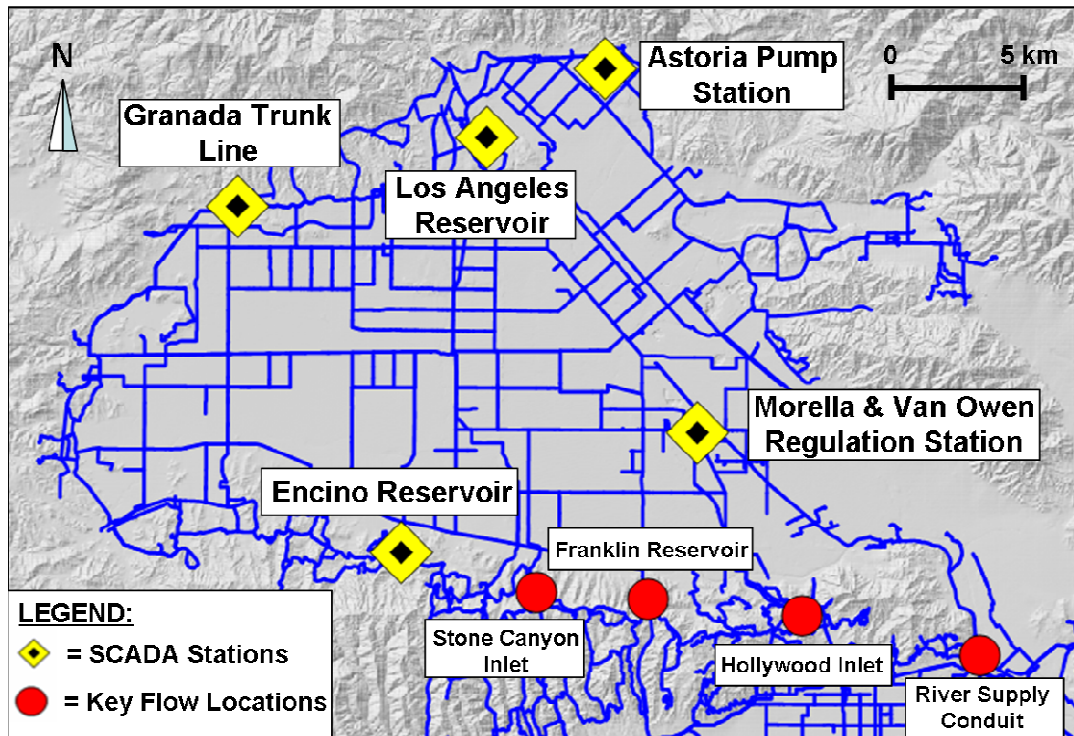 N
Astoria Pump
Station
0 5 km
Granada Trunk
Line
Los Angeles
Reservoir
Morella & Van Owen
Regulation Station
Encino Reservoir
Franklin Reservoir
Stone Canyon
Inlet
Hollywood Inlet
River Supply
Conduit
LEGEND:
= SCADA Stations
= Key Flow Locations